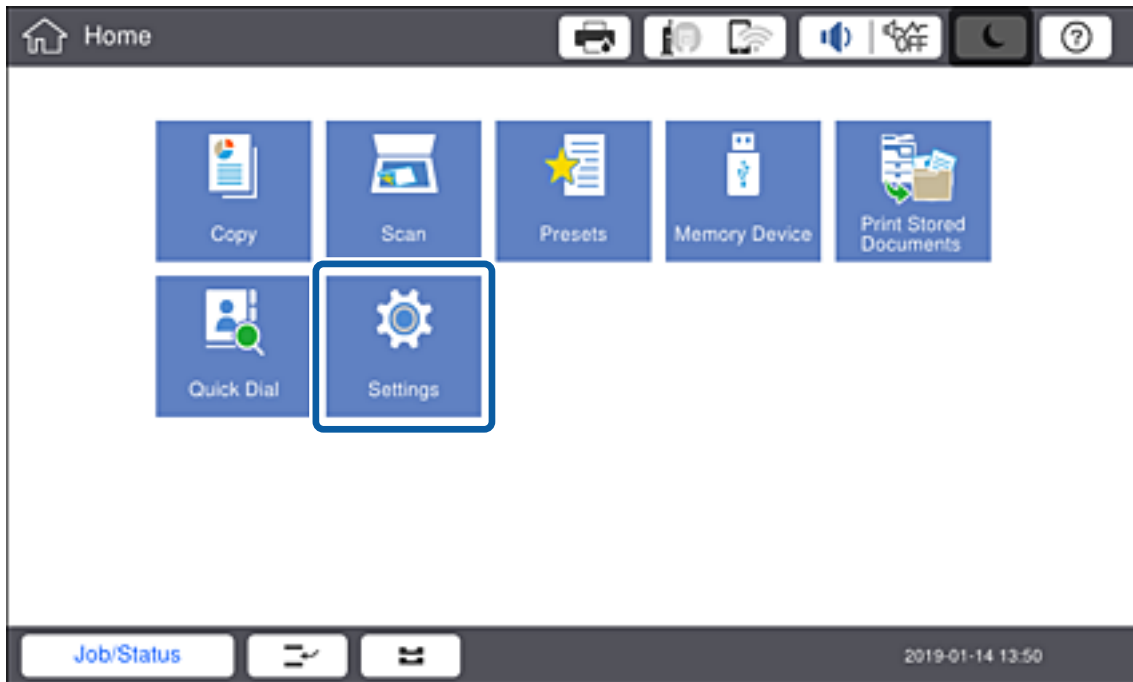 Home
OFF
?
Copy
Scan
Presets
Memory Device
Print Stored
Documents
Quick Dial
Settings
Job/Status
2019-01-14 13:50